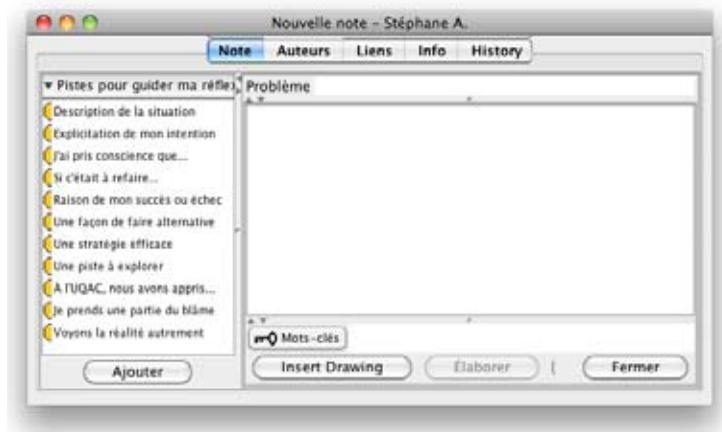 Nouvelle note – Stéphane A.
Note Auteurs Liens Info History
Pistes pour guider ma réflex
Problème
Description de la situation
Explicitation de mon intention
J'ai pris conscience que...
Si c'était à refaire...
Raison de mon succès ou échec
Une façon de faire alternative
Une stratégie efficace
Une piste à explorer
A l'UQAC, nous avons appris...
Je prends une partie du blâme
Voyons la réalité autrement
Mots-clés
Ajouter
Insert Drawing
Élaborer
Fermer